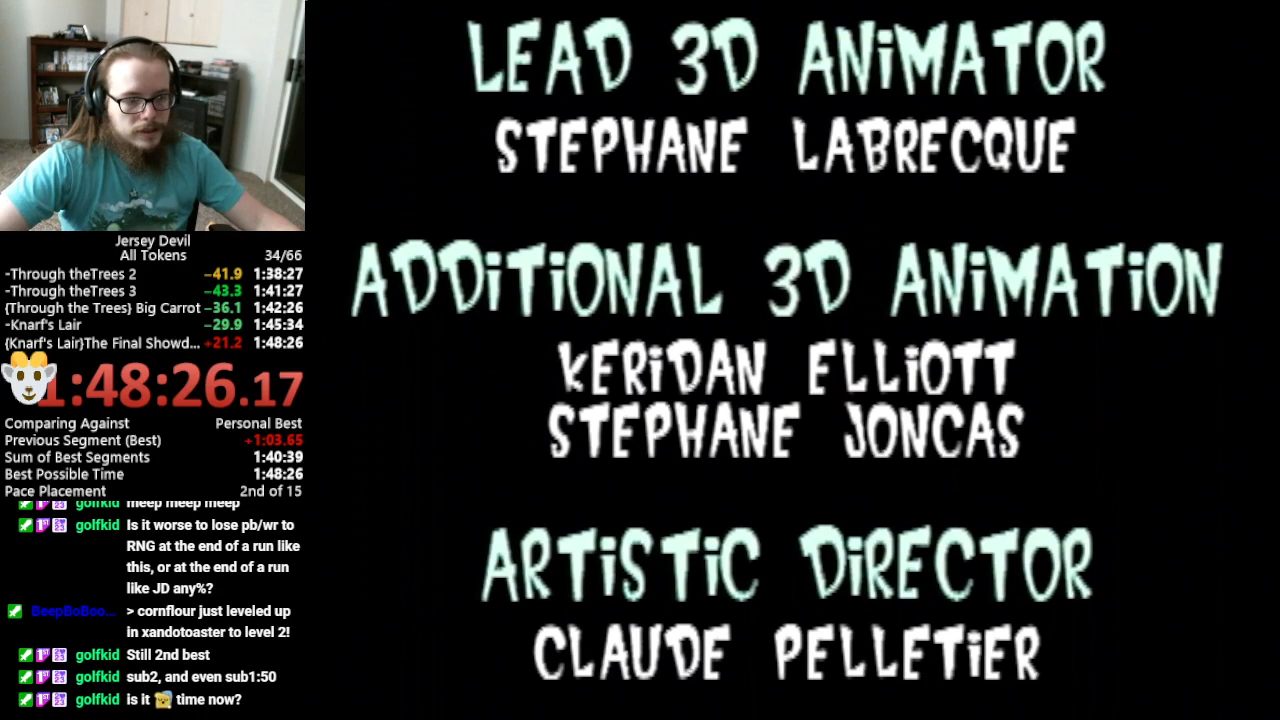 LEAD 3D ANiMATOR
STEPHANE LABRECQUE
ADDiTiONAL 3D ANiMATiON
KERiDAN ELLiOTT
STEPHANE JONCAS
ARTiSTiC DiRECTOR
CLAUDE PELLETiER
Jersey Devil
All Tokens 34/66
-Through theTrees 2 −41.9 1:38:27
-Through theTrees 3 −43.3 1:41:27
{Through the Trees} Big Carrot −36.1 1:42:26
-Knarf's Lair −29.9 1:45:34
{Knarf's Lair}The Final Showd... +21.2 1:48:26
1:48:26.17
Comparing Against Personal Best
Previous Segment (Best) +1:03.65
Sum of Best Segments 1:40:39
Best Possible Time 1:48:26
Pace Placement 2nd of 15
golfkid meep meep meep
golfkid Is it worse to lose pb/wr to
RNG at the end of a run like
this, or at the end of a run
like JD any%?
BeepBoBoo... > cornflour just leveled up
in xandotoaster to level 2!
golfkid Still 2nd best
golfkid sub2, and even sub1:50
golfkid is it time now?